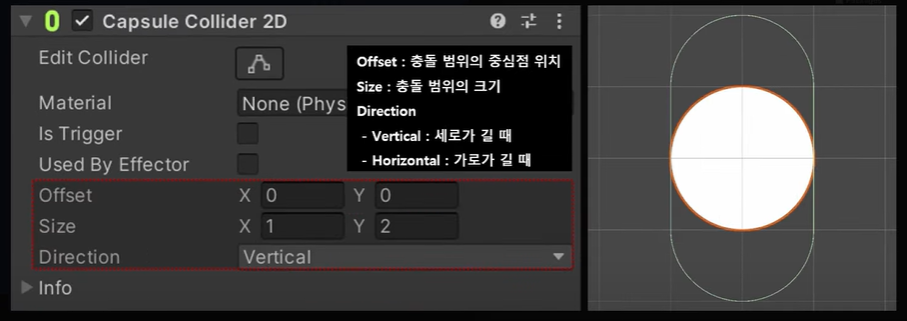 Capsule Collider 2D
Edit Collider
Offset : 충돌 범위의 중심점 위치
Size : 충돌 범위의 크기
Direction
- Vertical : 세로가 길 때
- Horizontal : 가로가 길 때
Material None (Phys
Is Trigger
Used By Effector
Offset X 0 Y 0
Size X 1 Y 2
Direction Vertical
Info